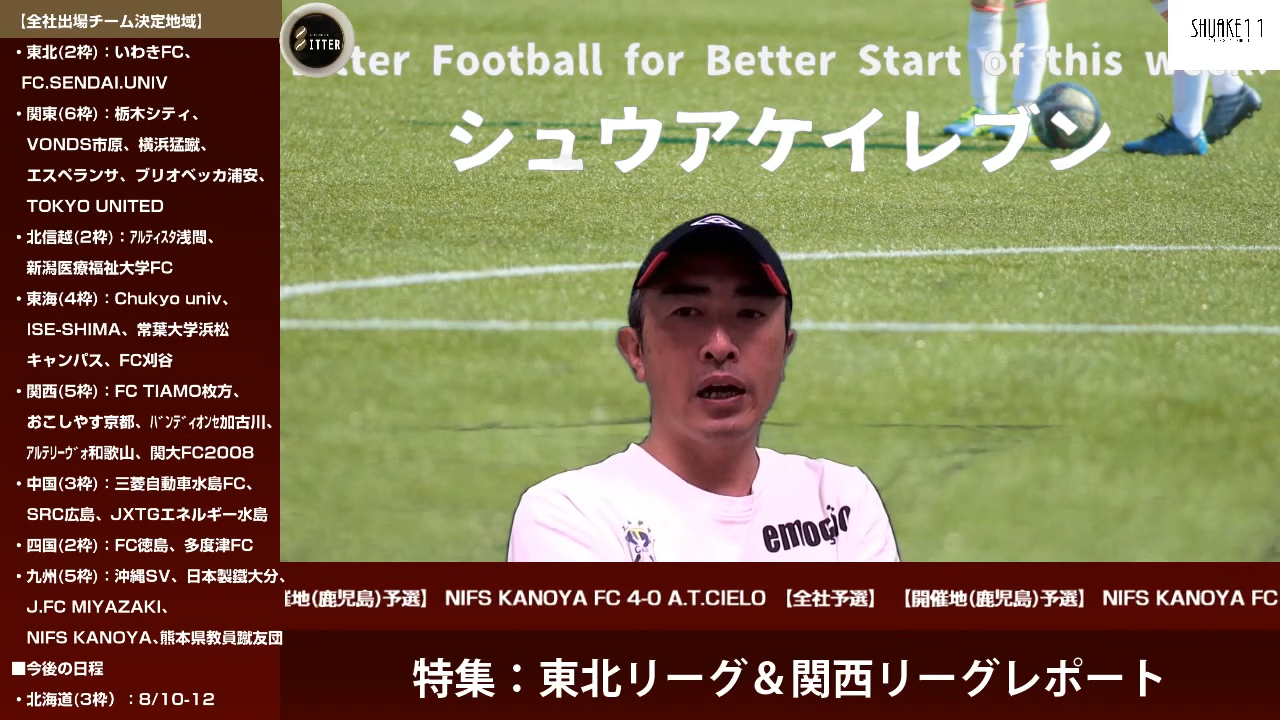 【全社出場チーム決定地域】
・東北(2枠)：いわきFC、
FC.SENDAI.UNIV
・関東(6枠)：栃木シティ、
VONDS市原、横浜猛蹴、
エスペランサ、ブリオベッカ浦安、
TOKYO UNITED
・北信越(2枠)：ｱﾙﾃｨｽﾀ浅間、
新潟医療福祉大学FC
・東海(4枠)：Chukyo univ、
ISE-SHIMA、常葉大学浜松
キャンパス、FC刈谷
・関西(5枠)：FC TIAMO枚方、
おこしやす京都、ﾊﾞﾝﾃﾞｨｵﾝｾ加古川、
ｱﾙﾃﾘｰｳﾞｫ和歌山、関大FC2008
・中国(3枠)：三菱自動車水島FC、
SRC広島、JXTGエネルギー水島
・四国(2枠)：FC徳島、多度津FC
・九州(5枠)：沖縄SV、日本製鐵大分、
J.FC MIYAZAKI、
NIFS KANOYA、熊本県教員蹴友団
■今後の日程
・北海道(3枠）：8/10-12
BITTER
Bitter Football for Better Start of this week.
SHUAKE11
シュウアケイレブン
emoção
催地(鹿児島)予選】 NIFS KANOYA FC 4-0 A.T.CIELO 【全社予選】 【開催地(鹿児島)予選】 NIFS KANOYA FC
特集：東北リーグ＆関西リーグレポート